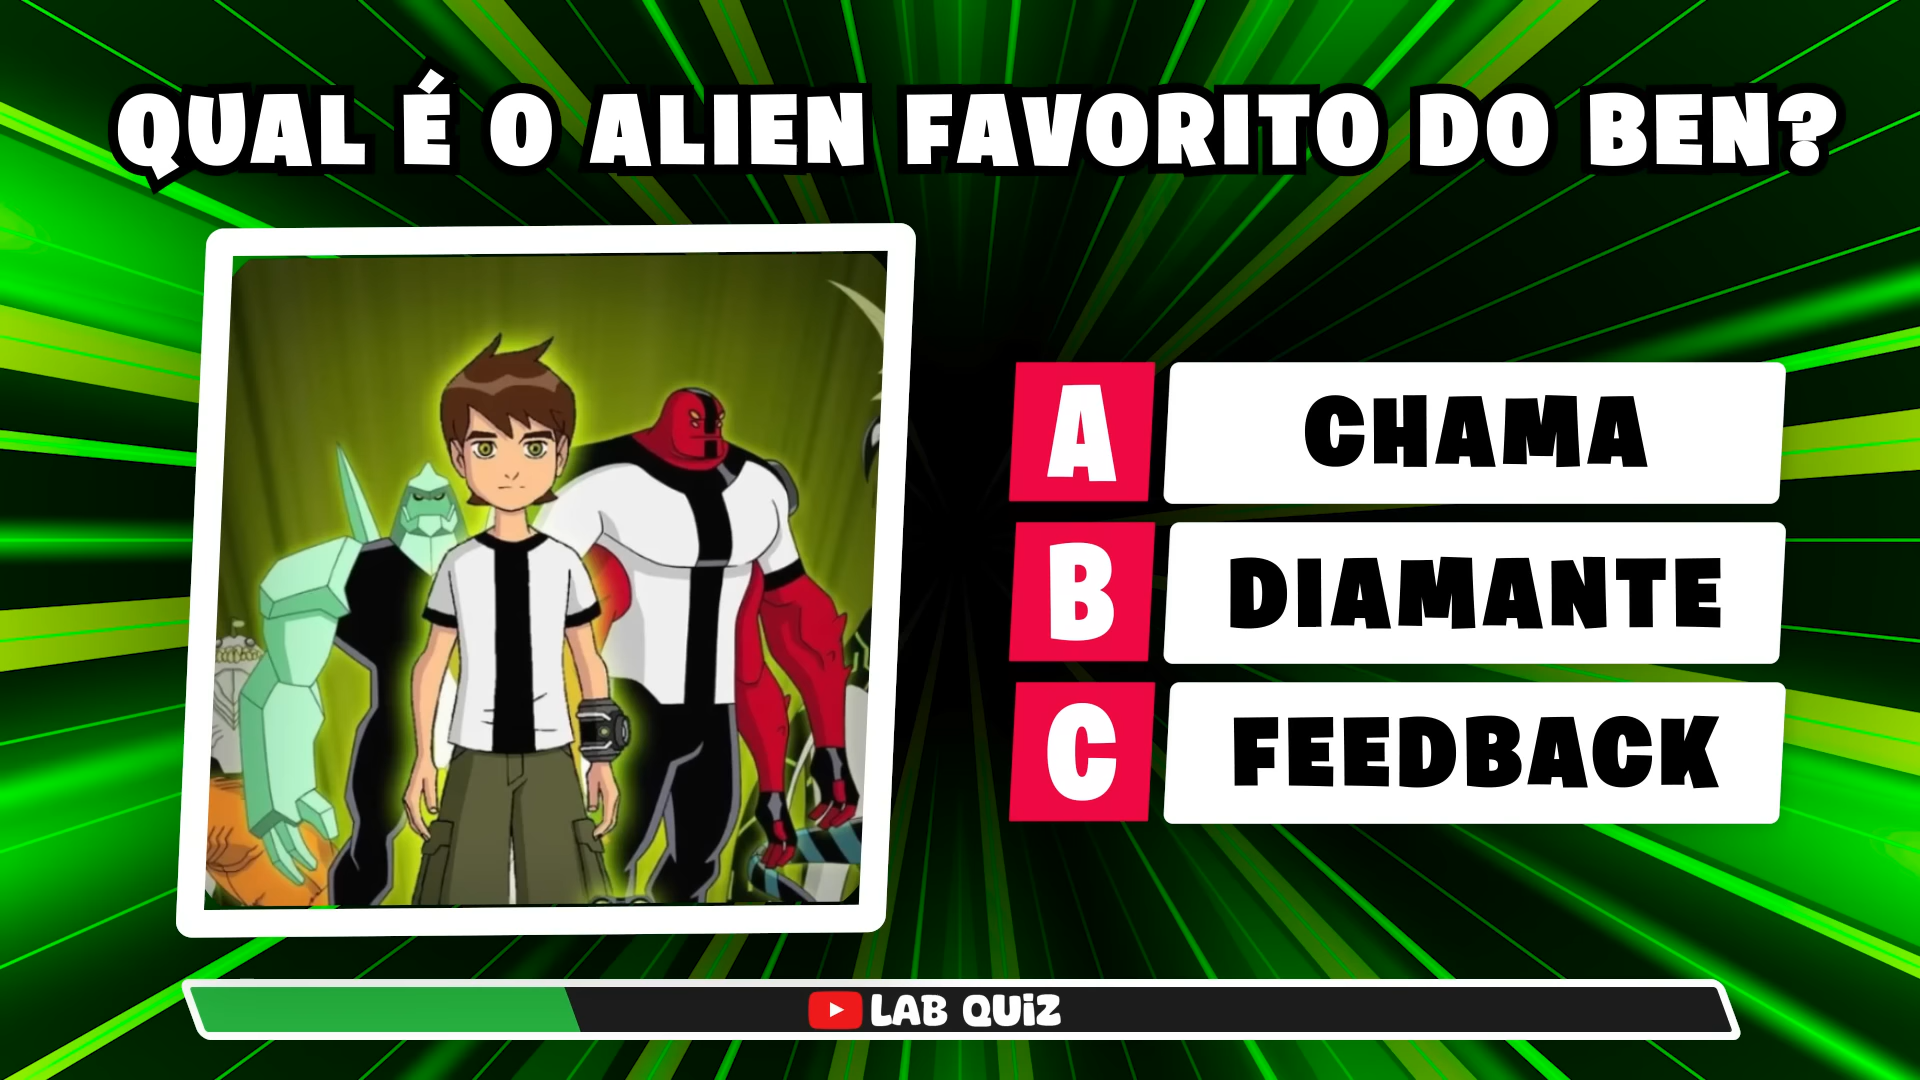 QUAL É O ALIEN FAVORITO DO BEN?
A CHAMA
B DIAMANTE
C FEEDBACK
LAB QUiZ